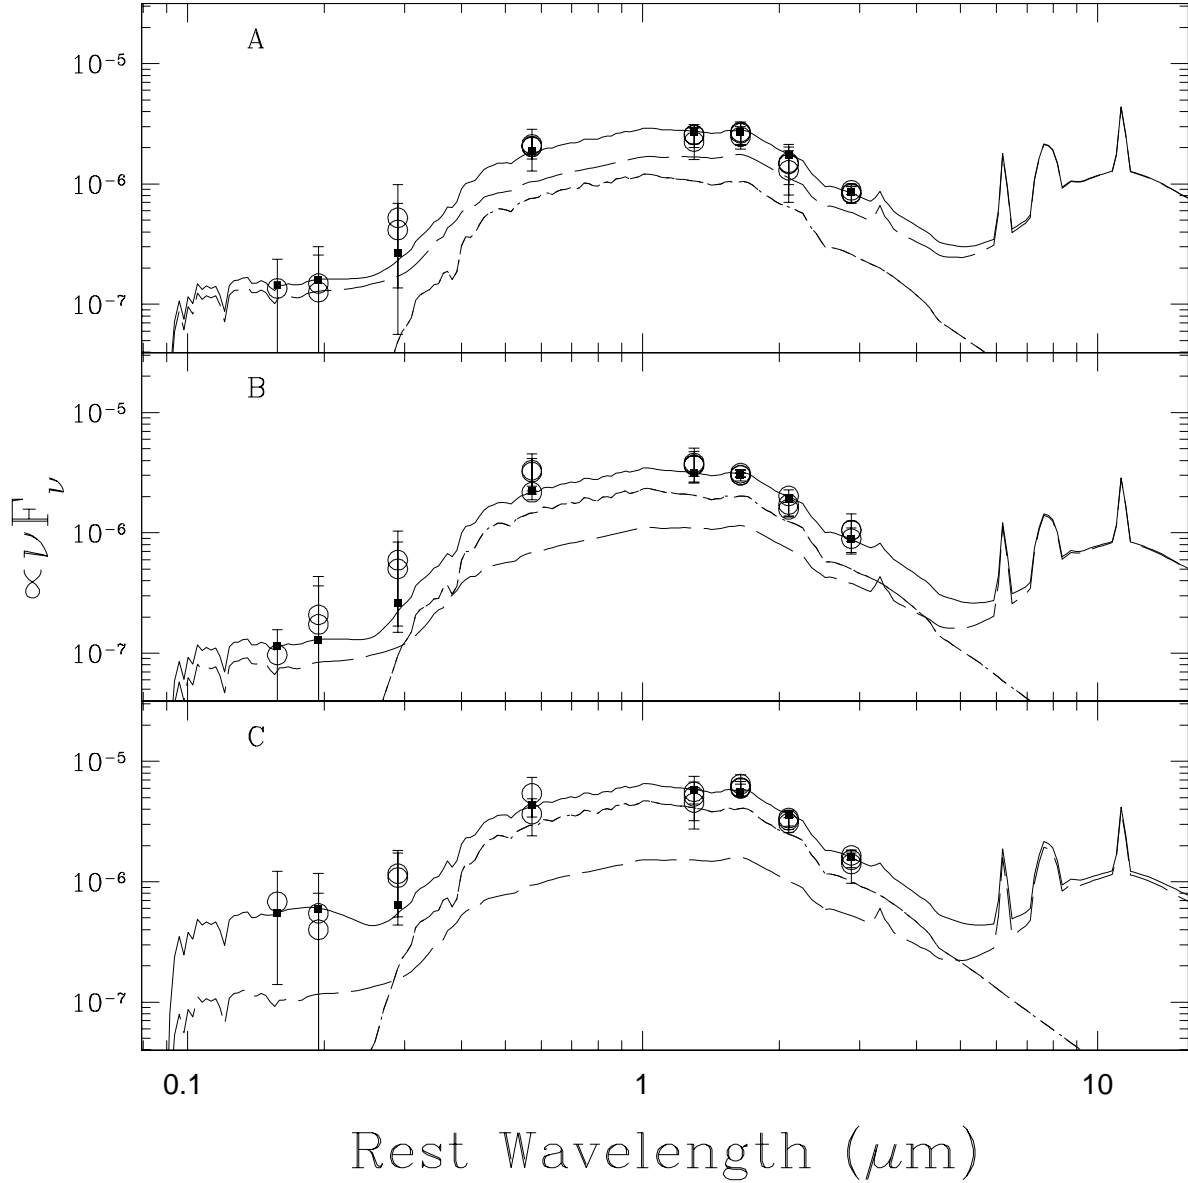 A
10⁻⁵
10⁻⁶
10⁻⁷
B
10⁻⁵
10⁻⁶
10⁻⁷
∝ νF_ν
C
10⁻⁵
10⁻⁶
10⁻⁷
0.1 1 10
Rest Wavelength (μm)